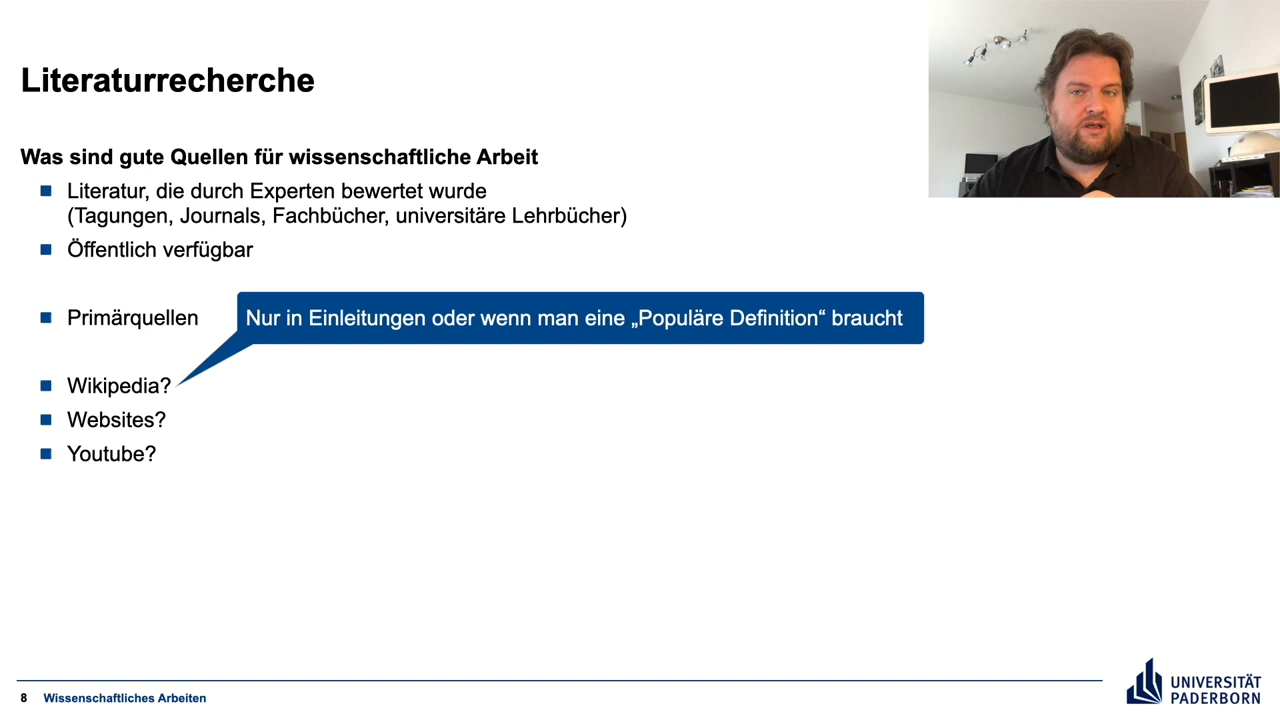 Literaturrecherche
Was sind gute Quellen für wissenschaftliche Arbeit
Literatur, die durch Experten bewertet wurde
(Tagungen, Journals, Fachbücher, universitäre Lehrbücher)
Öffentlich verfügbar
Primärquellen
Nur in Einleitungen oder wenn man eine „Populäre Definition“ braucht
Wikipedia?
Websites?
Youtube?
8 Wissenschaftliches Arbeiten
UNIVERSITÄT
PADERBORN